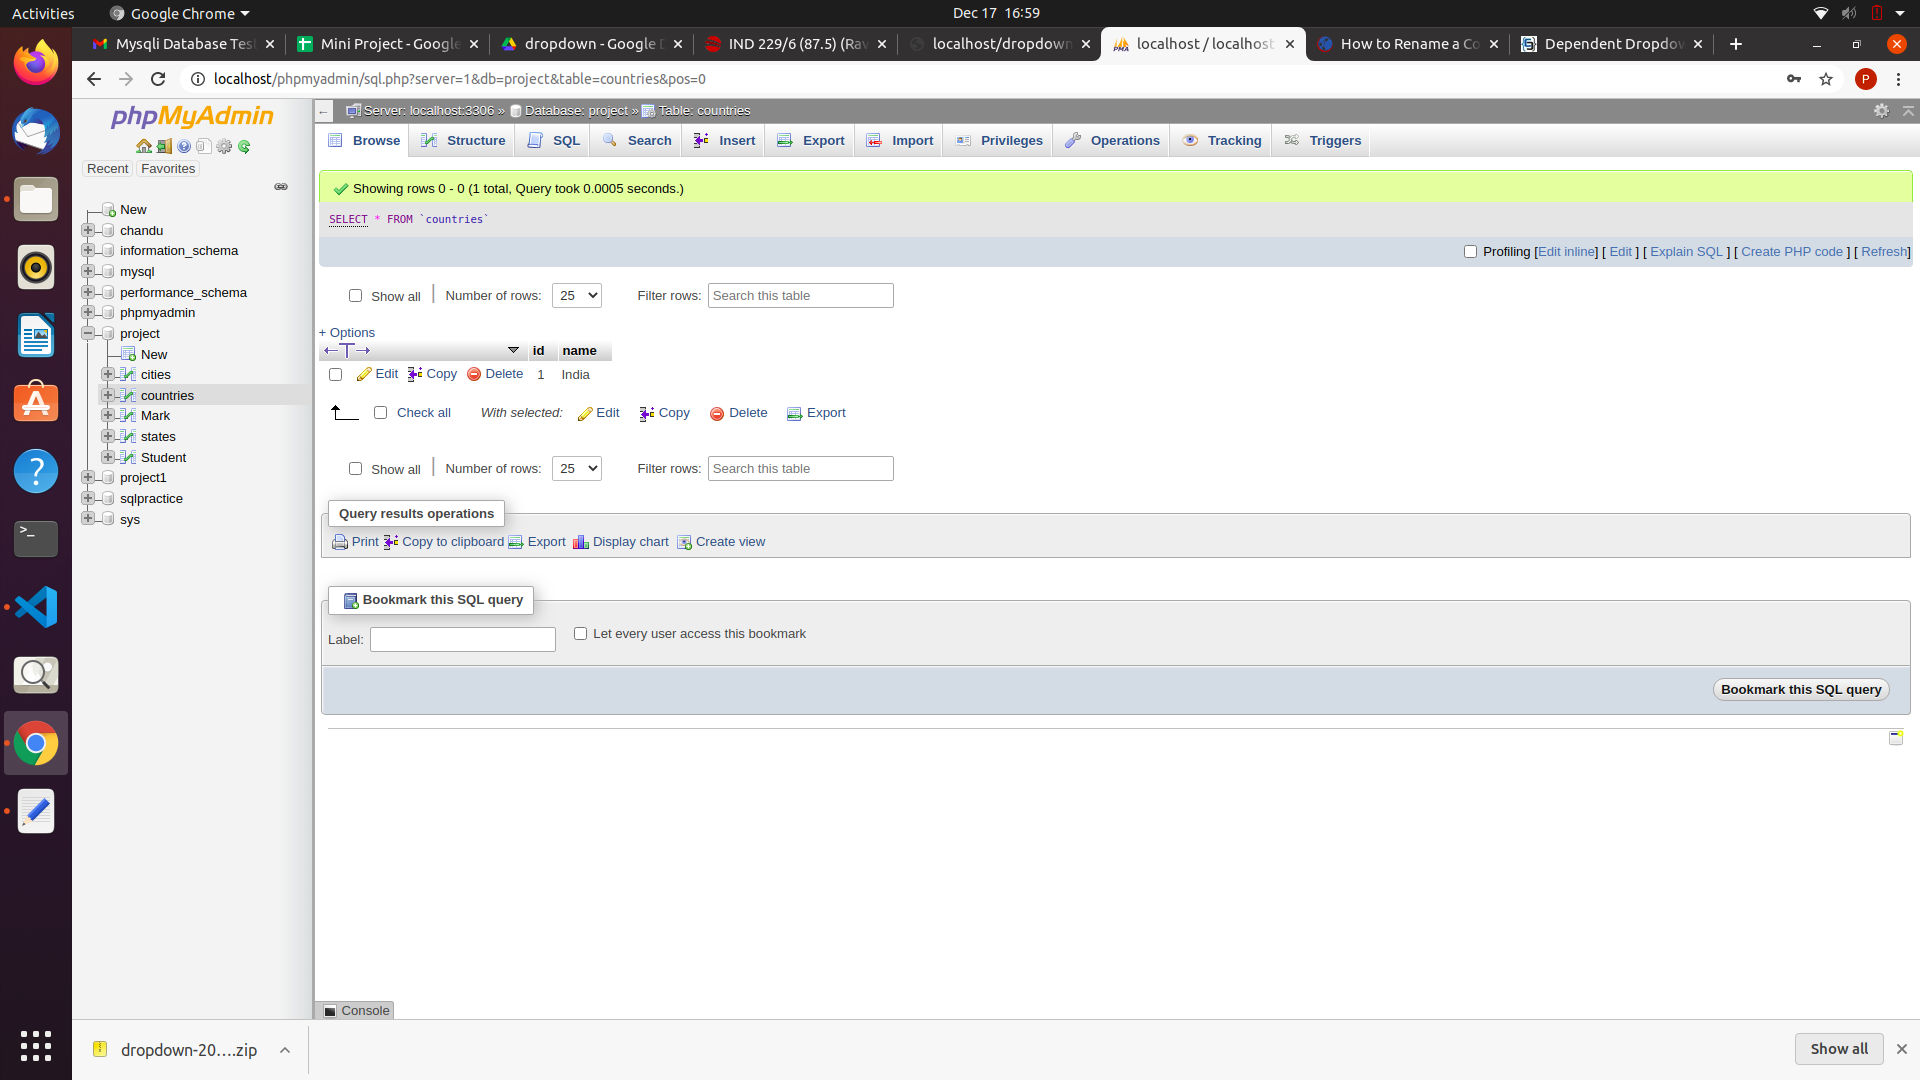 Activities
Google Chrome
Dec 17 16:59
Mysqli Database Tes
Mini Project - Google
dropdown - Google D
IND 229/6 (87.5) (Rav
localhost/dropdown
localhost / localhost
How to Rename a Co
Dependent Dropdov
localhost/phpmyadmin/sql.php?server=1&db=project&table=countries&pos=0
P
phpMyAdmin
Recent
Favorites
New
chandu
information_schema
mysql
performance_schema
phpmyadmin
project
New
cities
countries
Mark
states
Student
project1
sqlpractice
sys
Server: localhost:3306 » Database: project » Table: countries
Browse
Structure
SQL
Search
Insert
Export
Import
Privileges
Operations
Tracking
Triggers
Showing rows 0 - 0 (1 total, Query took 0.0005 seconds.)
SELECT * FROM `countries`
Profiling [Edit inline] [ Edit ] [ Explain SQL ] [ Create PHP code ] [ Refresh]
Show all
Number of rows: 25
Filter rows: Search this table
+ Options
←T→ id name
Edit Copy Delete 1 India
Check all With selected: Edit Copy Delete Export
Show all
Number of rows: 25
Filter rows: Search this table
Query results operations
Print Copy to clipboard Export Display chart Create view
Bookmark this SQL query
Label:
Let every user access this bookmark
Bookmark this SQL query
Console
dropdown-20....zip
Show all